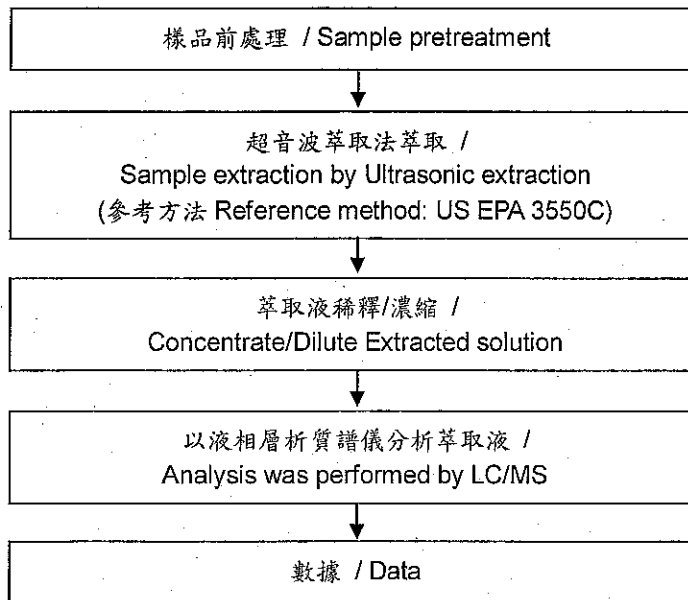 樣品前處理 / Sample pretreatment
超音波萃取法萃取 /
Sample extraction by Ultrasonic extraction
(參考方法 Reference method: US EPA 3550C)
萃取液稀釋/濃縮 /
Concentrate/Dilute Extracted solution
以液相層析質譜儀分析萃取液 /
Analysis was performed by LC/MS
數據 / Data